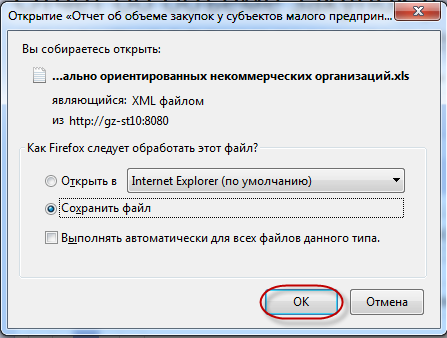 Открытие «Отчет об объеме закупок у субъектов малого предприн...
Вы собираетесь открыть:
...ально ориентированных некоммерческих организаций.xls
являющийся: XML файлом
из http://gz-st10:8080
Как Firefox следует обработать этот файл?
Открыть в Internet Explorer (по умолчанию)
Сохранить файл
Выполнять автоматически для всех файлов данного типа.
OK Отмена